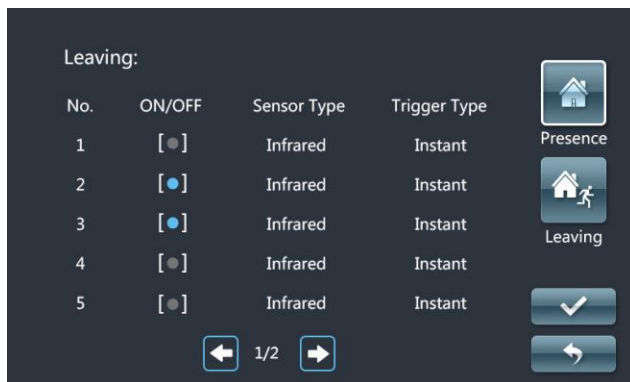 Leaving:
No. ON/OFF Sensor Type Trigger Type
1 [●] Infrared Instant
2 [●] Infrared Instant
3 [●] Infrared Instant
4 [●] Infrared Instant
5 [●] Infrared Instant
1/2
Presence
Leaving